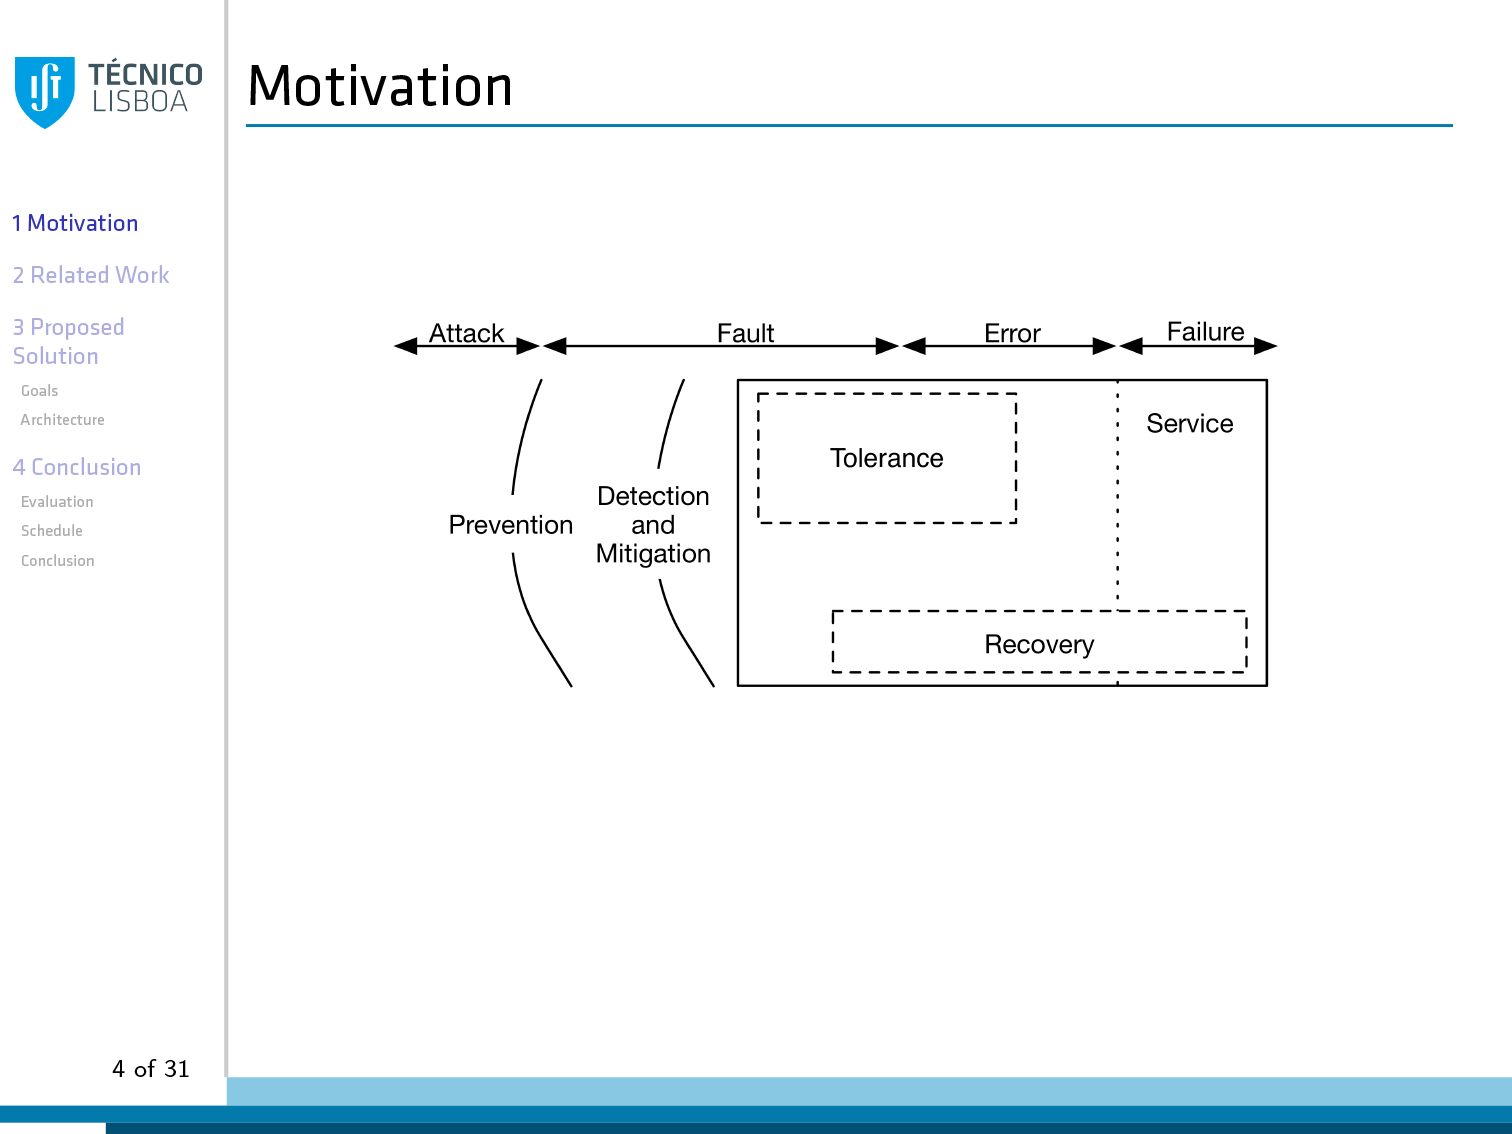 TÉCNICO
LISBOA
Motivation
1 Motivation
2 Related Work
3 Proposed
Solution
Goals
Architecture
4 Conclusion
Evaluation
Schedule
Conclusion
Attack
Fault
Error
Failure
Prevention
Detection
and
Mitigation
Tolerance
Service
Recovery
4 of 31